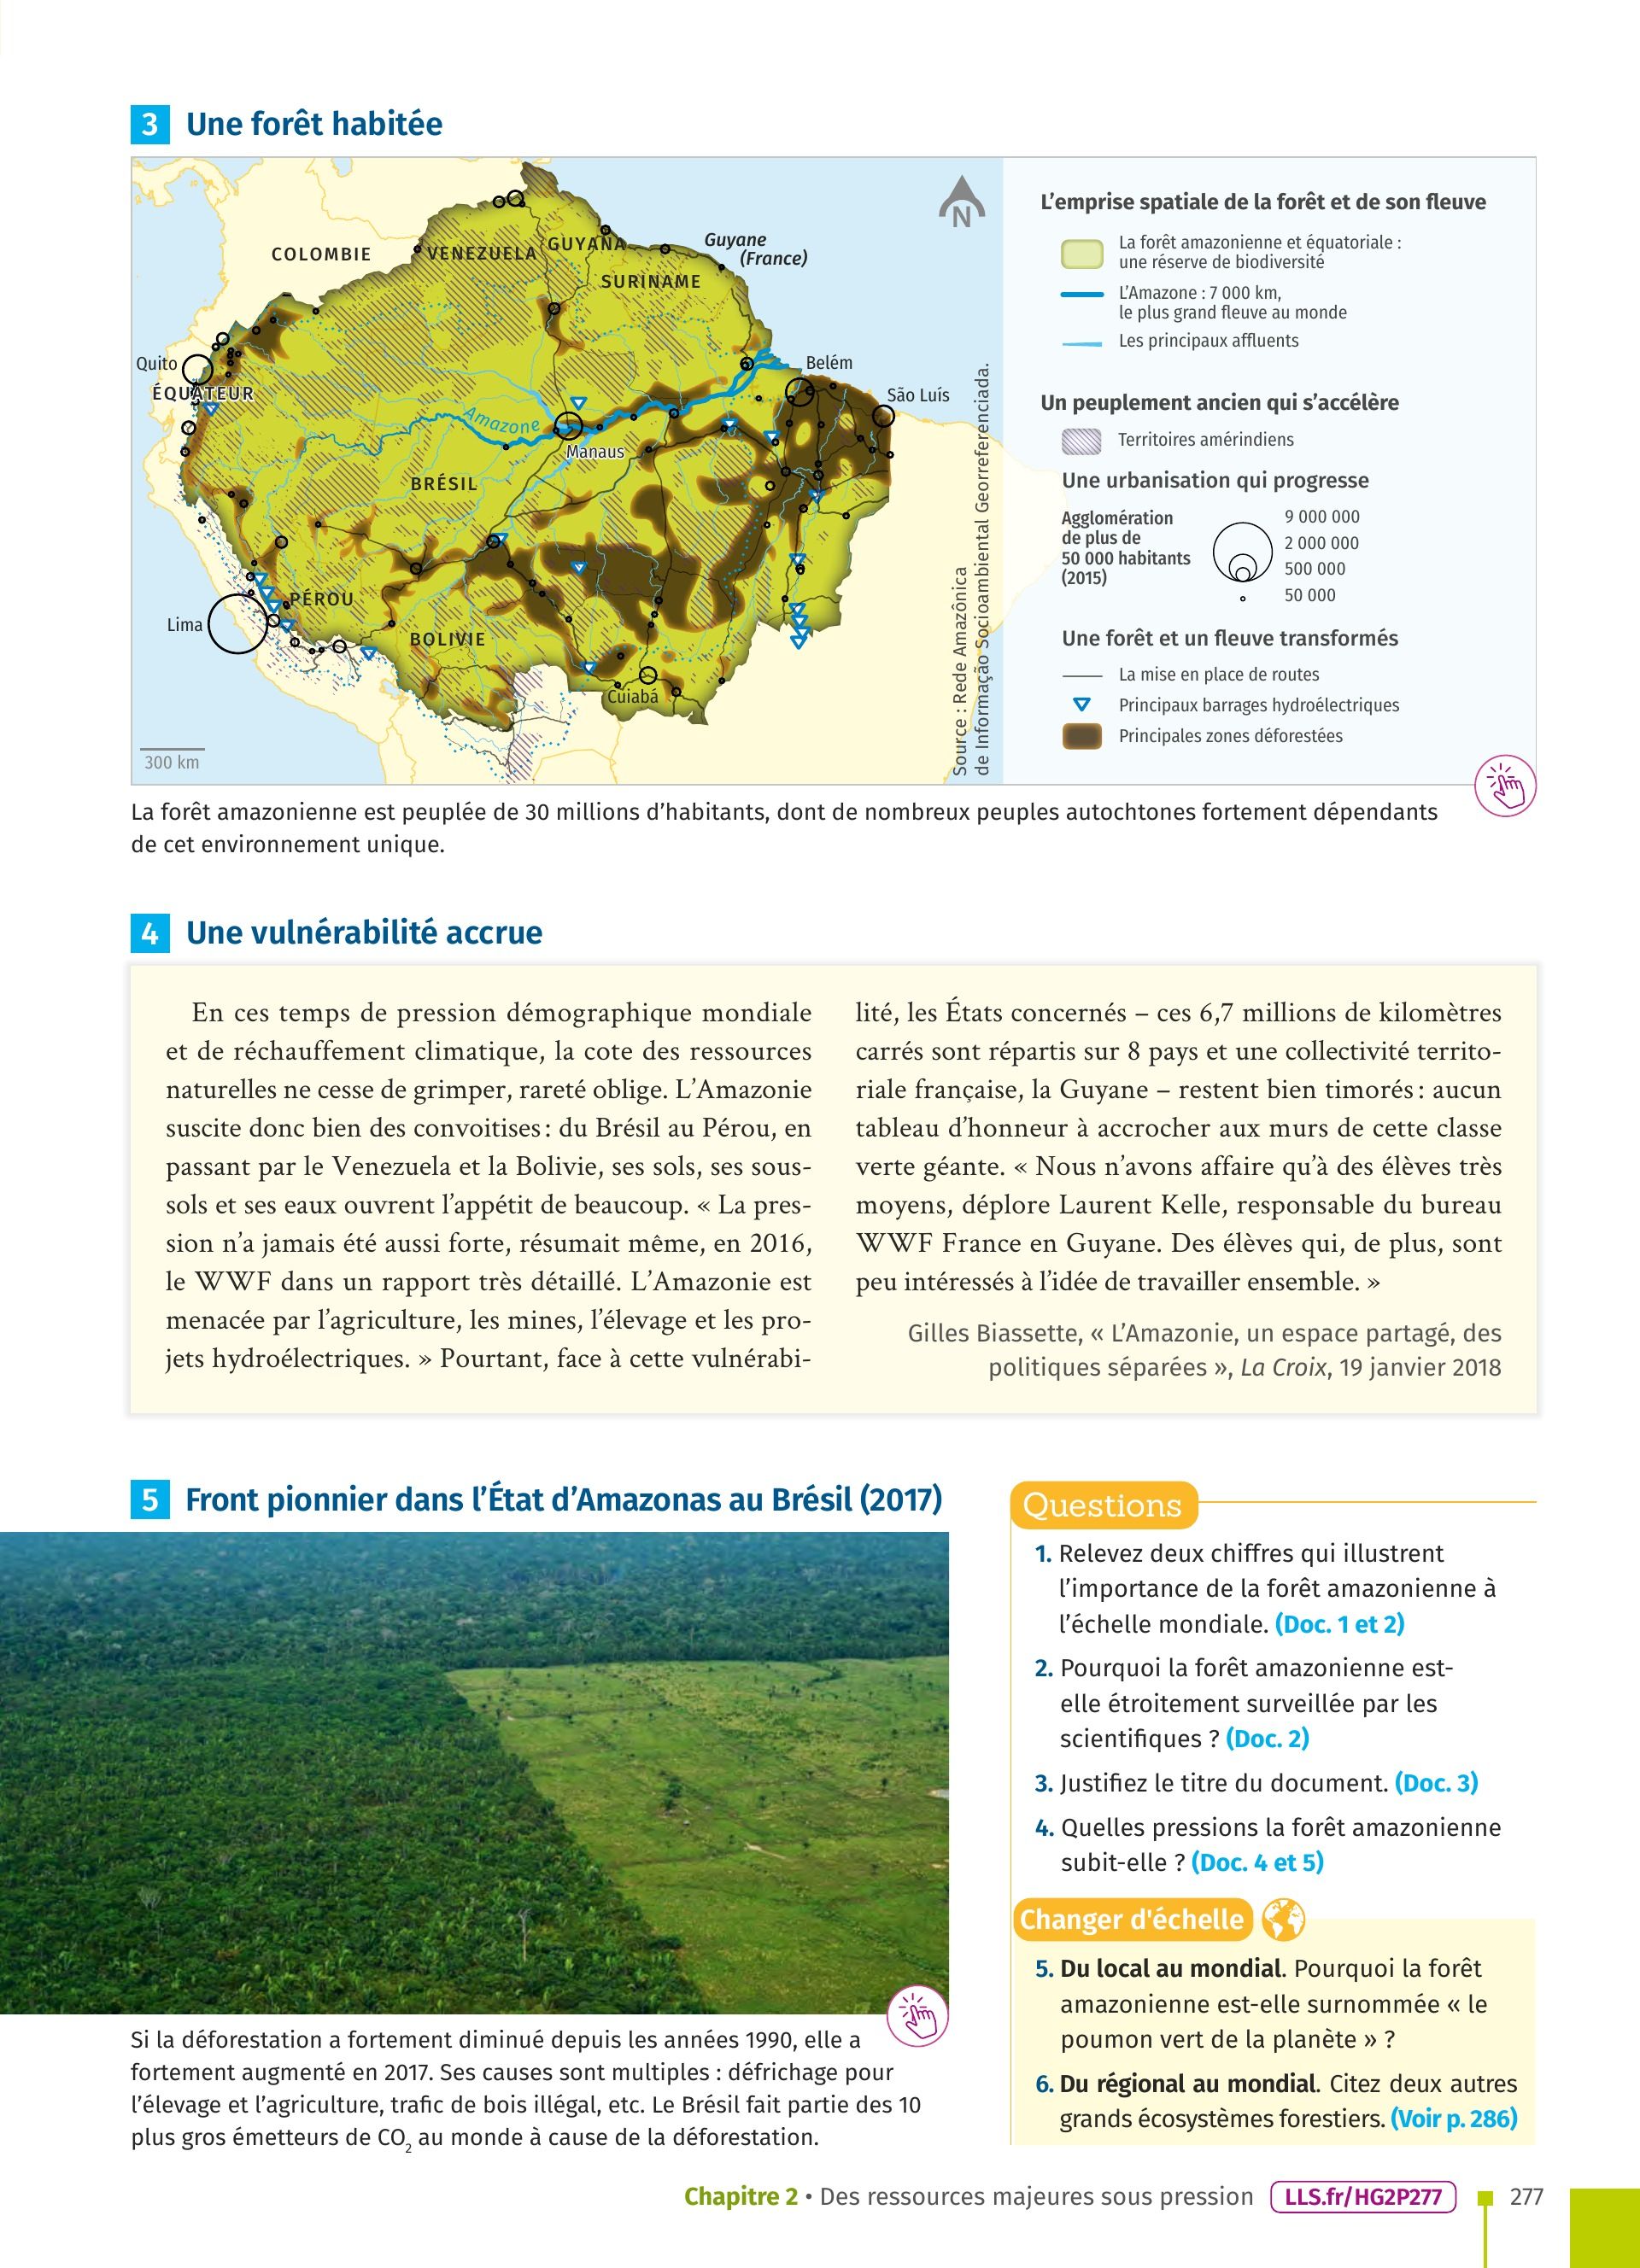 3 Une forêt habitée
COLOMBIE
VENEZUELA
GUYANA
Guyane
(France)
SURINAME
N
Quito
ÉQUATEUR
Belém
São Luís
Amazone
Manaus
BRÉSIL
PÉROU
Lima
BOLIVIE
Cuiabá
300 km
Source : Rede Amazônica
de Informação Socioambiental Georreferenciada.
L’emprise spatiale de la forêt et de son fleuve
La forêt amazonienne et équatoriale :
une réserve de biodiversité
L’Amazone : 7 000 km,
le plus grand fleuve au monde
Les principaux affluents
Un peuplement ancien qui s’accélère
Territoires amérindiens
Une urbanisation qui progresse
Agglomération
de plus de
50 000 habitants
(2015)
9 000 000
2 000 000
500 000
50 000
Une forêt et un fleuve transformés
La mise en place de routes
Principaux barrages hydroélectriques
Principales zones déforestées
La forêt amazonienne est peuplée de 30 millions d’habitants, dont de nombreux peuples autochtones fortement dépendants
de cet environnement unique.
4 Une vulnérabilité accrue
En ces temps de pression démographique mondiale
et de réchauffement climatique, la cote des ressources
naturelles ne cesse de grimper, rareté oblige. L’Amazonie
suscite donc bien des convoitises : du Brésil au Pérou, en
passant par le Venezuela et la Bolivie, ses sols, ses sous-
sols et ses eaux ouvrent l’appétit de beaucoup. « La pres-
sion n’a jamais été aussi forte, résumait même, en 2016,
le WWF dans un rapport très détaillé. L’Amazonie est
menacée par l’agriculture, les mines, l’élevage et les pro-
jets hydroélectriques. » Pourtant, face à cette vulnérabi-
lité, les États concernés – ces 6,7 millions de kilomètres
carrés sont répartis sur 8 pays et une collectivité territo-
riale française, la Guyane – restent bien timorés : aucun
tableau d’honneur à accrocher aux murs de cette classe
verte géante. « Nous n’avons affaire qu’à des élèves très
moyens, déplore Laurent Kelle, responsable du bureau
WWF France en Guyane. Des élèves qui, de plus, sont
peu intéressés à l’idée de travailler ensemble. »
Gilles Biassette, « L’Amazonie, un espace partagé, des
politiques séparées », La Croix, 19 janvier 2018
5 Front pionnier dans l’État d’Amazonas au Brésil (2017)
Si la déforestation a fortement diminué depuis les années 1990, elle a
fortement augmenté en 2017. Ses causes sont multiples : défrichage pour
l’élevage et l’agriculture, trafic de bois illégal, etc. Le Brésil fait partie des 10
plus gros émetteurs de CO2 au monde à cause de la déforestation.
Questions
1. Relevez deux chiffres qui illustrent
l’importance de la forêt amazonienne à
l’échelle mondiale. (Doc. 1 et 2)
2. Pourquoi la forêt amazonienne est-
elle étroitement surveillée par les
scientifiques ? (Doc. 2)
3. Justifiez le titre du document. (Doc. 3)
4. Quelles pressions la forêt amazonienne
subit-elle ? (Doc. 4 et 5)
Changer d'échelle
5. Du local au mondial. Pourquoi la forêt
amazonienne est-elle surnommée « le
poumon vert de la planète » ?
6. Du régional au mondial. Citez deux autres
grands écosystèmes forestiers. (Voir p. 286)
Chapitre 2 • Des ressources majeures sous pression LLS.fr/HG2P277 277